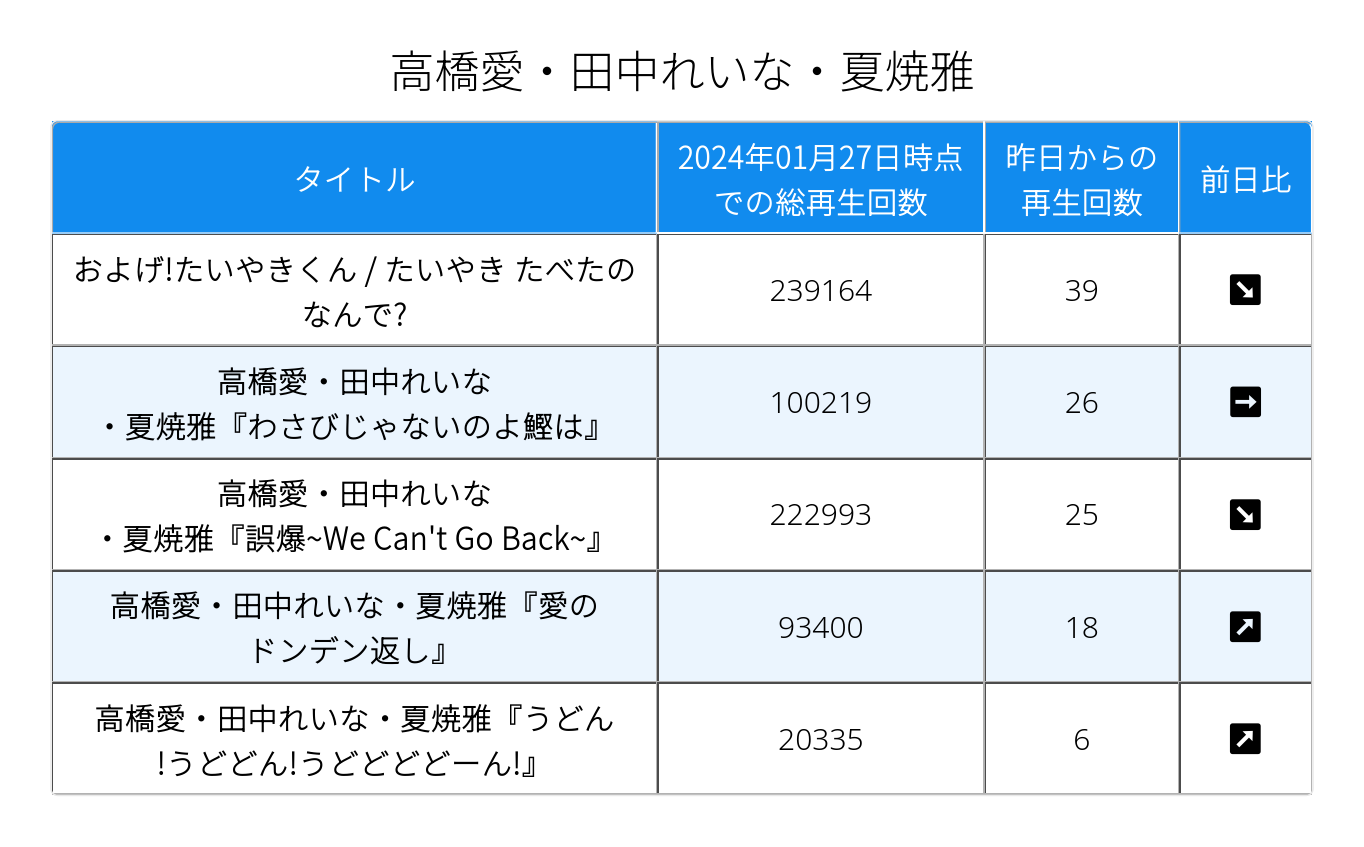 高橋愛・田中れいな・夏焼雅
タイトル
2024年01月27日時点
での総再生回数
昨日からの
再生回数
前日比
およげ!たいやきくん / たいやき たべたの
なんで?
239164
39
高橋愛・田中れいな
・夏焼雅『わさびじゃないのよ鰹は』
100219
26
高橋愛・田中れいな
・夏焼雅『誤爆~We Can't Go Back~』
222993
25
高橋愛・田中れいな・夏焼雅『愛の
ドンデン返し』
93400
18
高橋愛・田中れいな・夏焼雅『うどん
!うどどん!うどどどどーん!』
20335
6